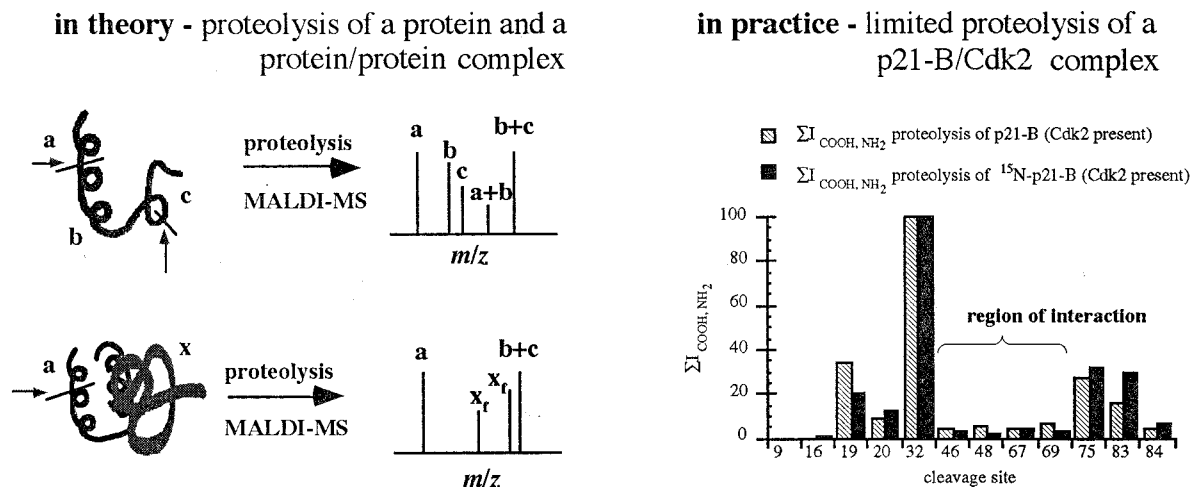 in theory - proteolysis of a protein and a
protein/protein complex
a
b
c
proteolysis
MALDI-MS
a
b
c
a+b
b+c
m/z
a
x
proteolysis
MALDI-MS
a
x_f
x_f
b+c
m/z
in practice - limited proteolysis of a
p21-B/Cdk2 complex
ΣI COOH, NH2 proteolysis of p21-B (Cdk2 present)
ΣI COOH, NH2 proteolysis of 15N-p21-B (Cdk2 present)
ΣI COOH, NH2
100
80
60
40
20
0
region of interaction
9 16 19 20 32 46 48 67 69 75 83 84
cleavage site